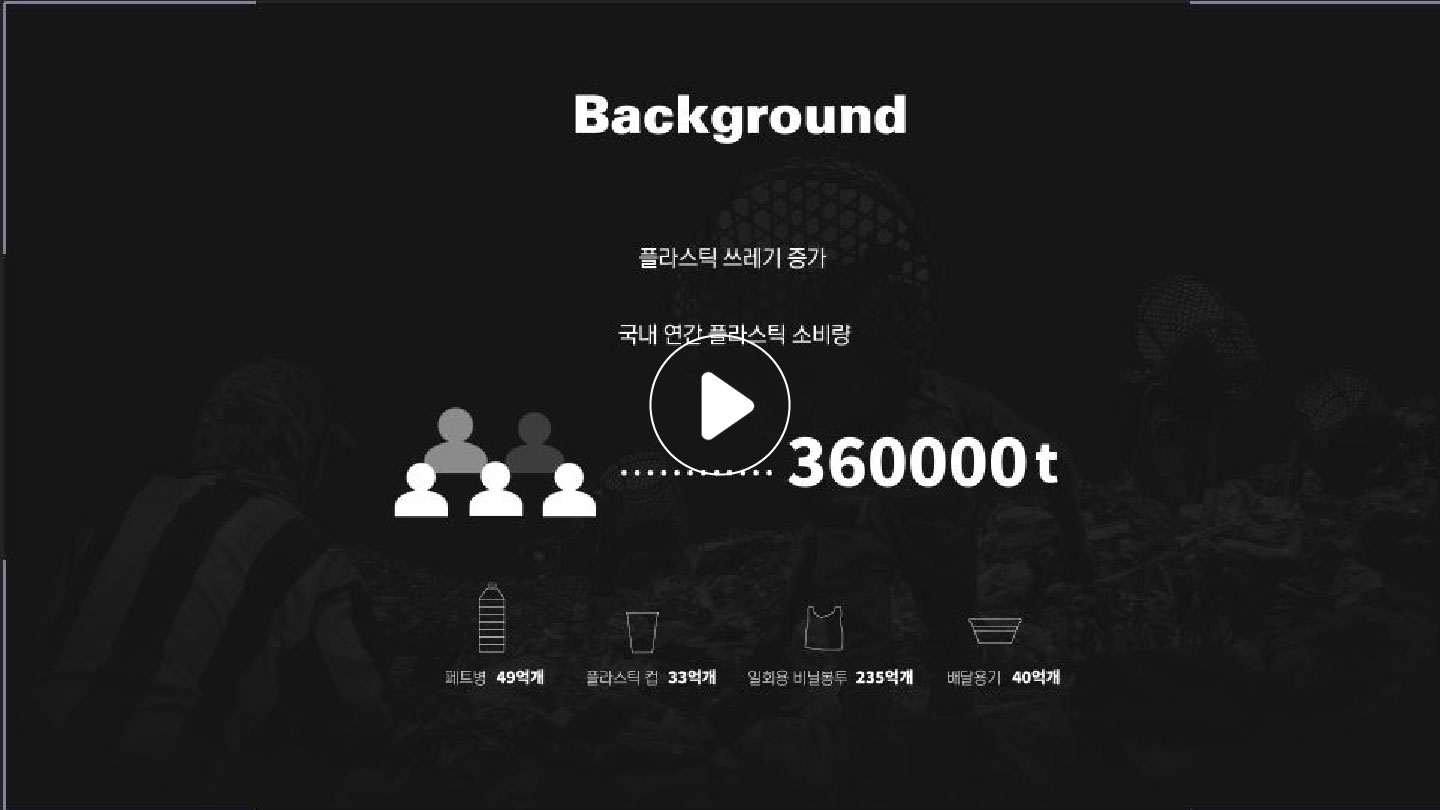 Background
플라스틱 쓰레기 증가
국내 연간 플라스틱 소비량
360000t
페트병 49억개
플라스틱 컵 33억개
일회용 비닐봉투 235억개
배달용기 40억개